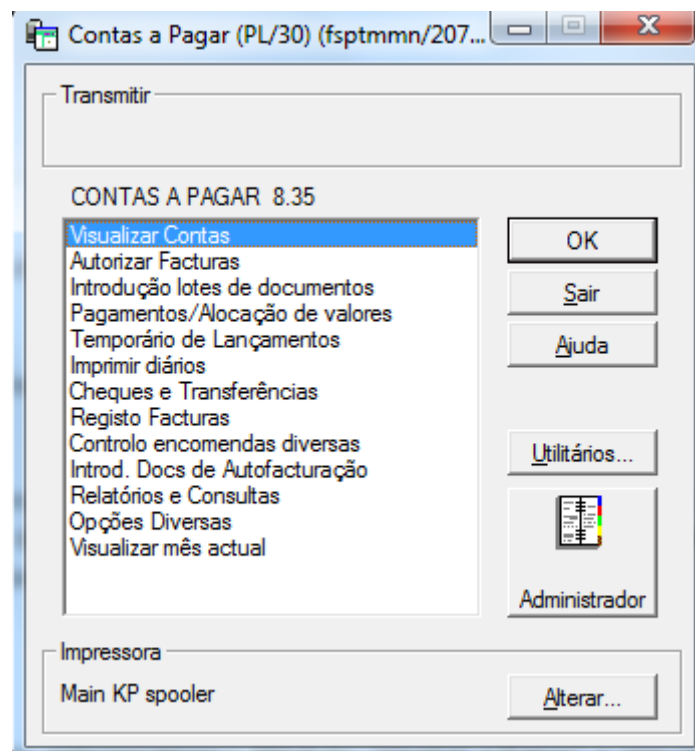 Contas a Pagar (PL/30) (fsptmmn/207...
Transmitir
CONTAS A PAGAR 8.35
Visualizar Contas
Autorizar Facturas
Introdução lotes de documentos
Pagamentos/Alocação de valores
Temporário de Lançamentos
Imprimir diários
Cheques e Transferências
Registo Facturas
Controlo encomendas diversas
Introd. Docs de Autofacturação
Relatórios e Consultas
Opções Diversas
Visualizar mês actual
OK
Sair
Ajuda
Utilitários...
Administrador
Impressora
Main KP spooler
Alterar...